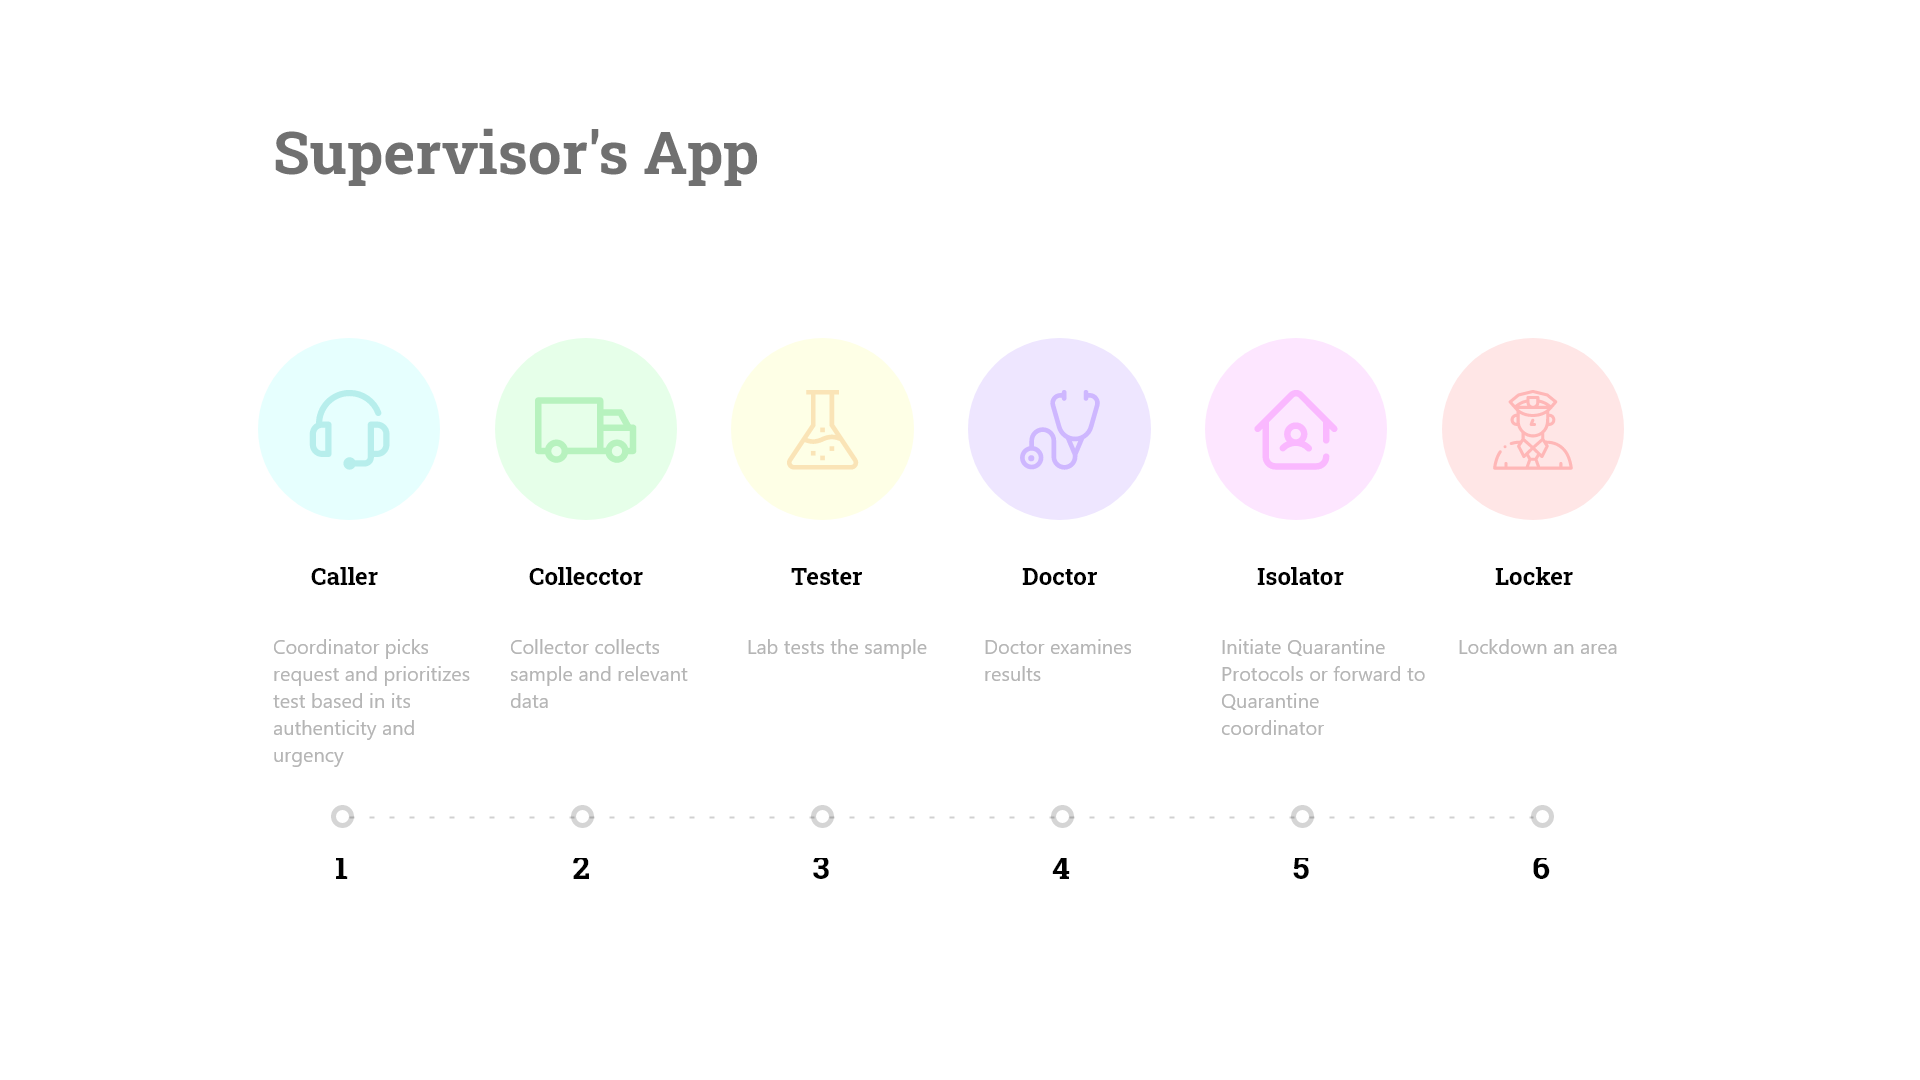 Supervisor's App
Caller
Collecctor
Tester
Doctor
Isolator
Locker
Coordinator picks
request and prioritizes
test based in its
authenticity and
urgency
Collector collects
sample and relevant
data
Lab tests the sample
Doctor examines
results
Initiate Quarantine
Protocols or forward to
Quarantine
coordinator
Lockdown an area
1
2
3
4
5
6